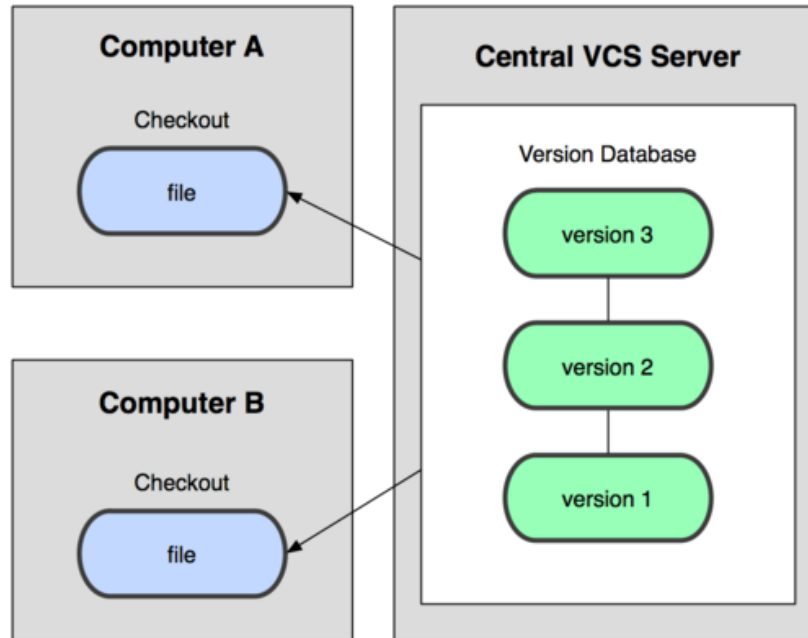 Computer A
Checkout
file
Computer B
Checkout
file
Central VCS Server
Version Database
version 3
version 2
version 1